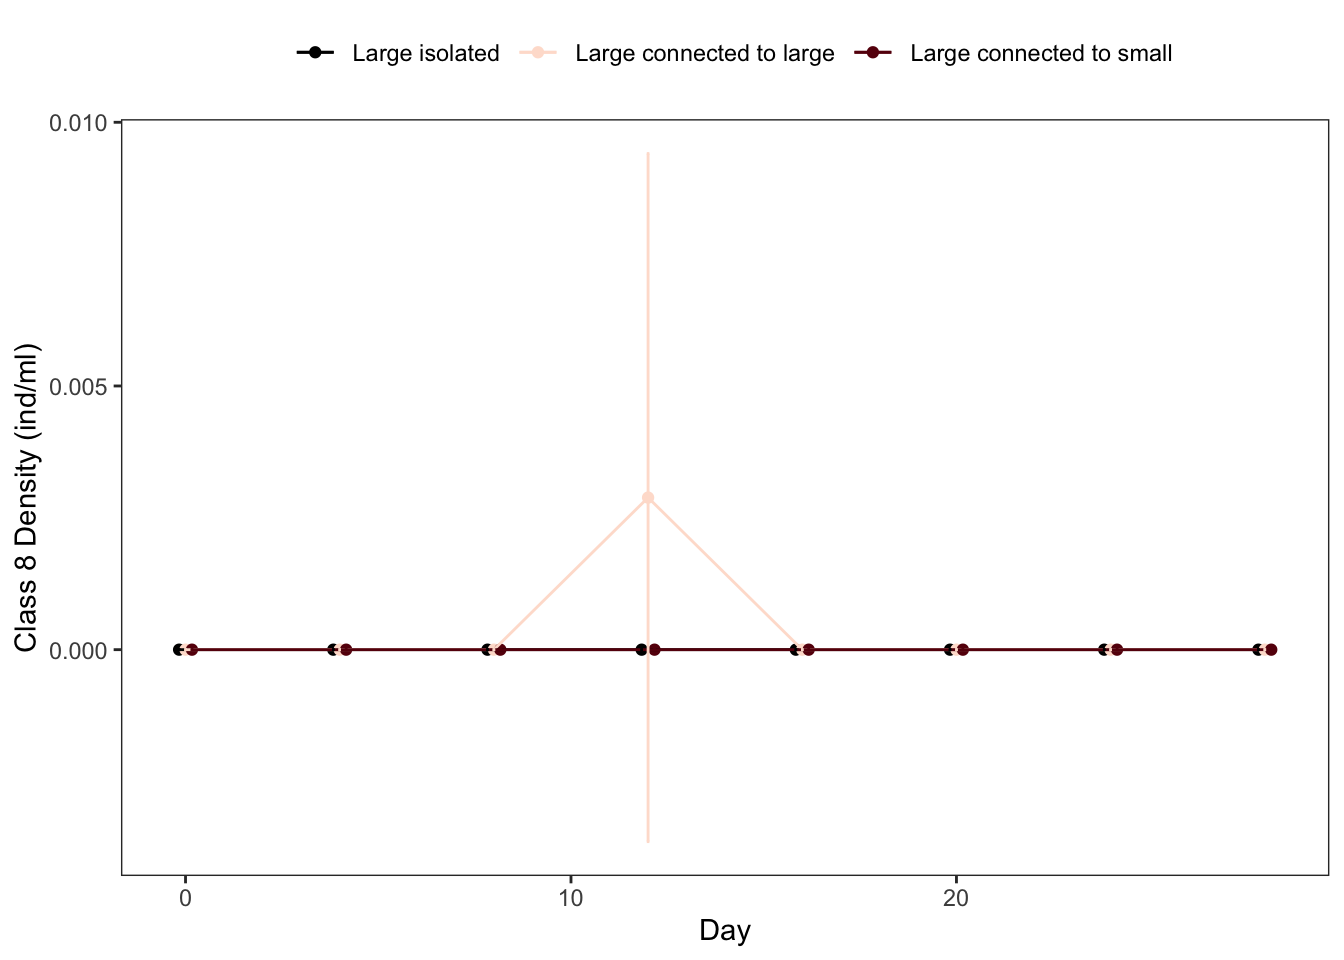 Large isolated Large connected to large Large connected to small
0.010
0.005
0.000
Class 8 Density (ind/ml)
0 10 20
Day